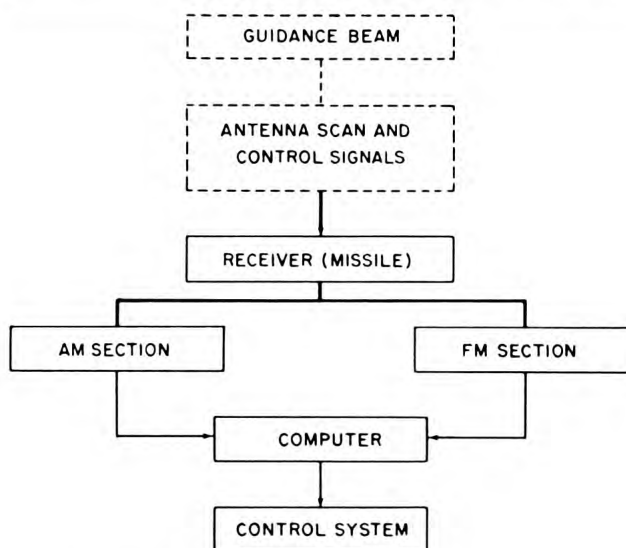 GUIDANCE BEAM
ANTENNA SCAN AND
CONTROL SIGNALS
RECEIVER (MISSILE)
AM SECTION
FM SECTION
COMPUTER
CONTROL SYSTEM